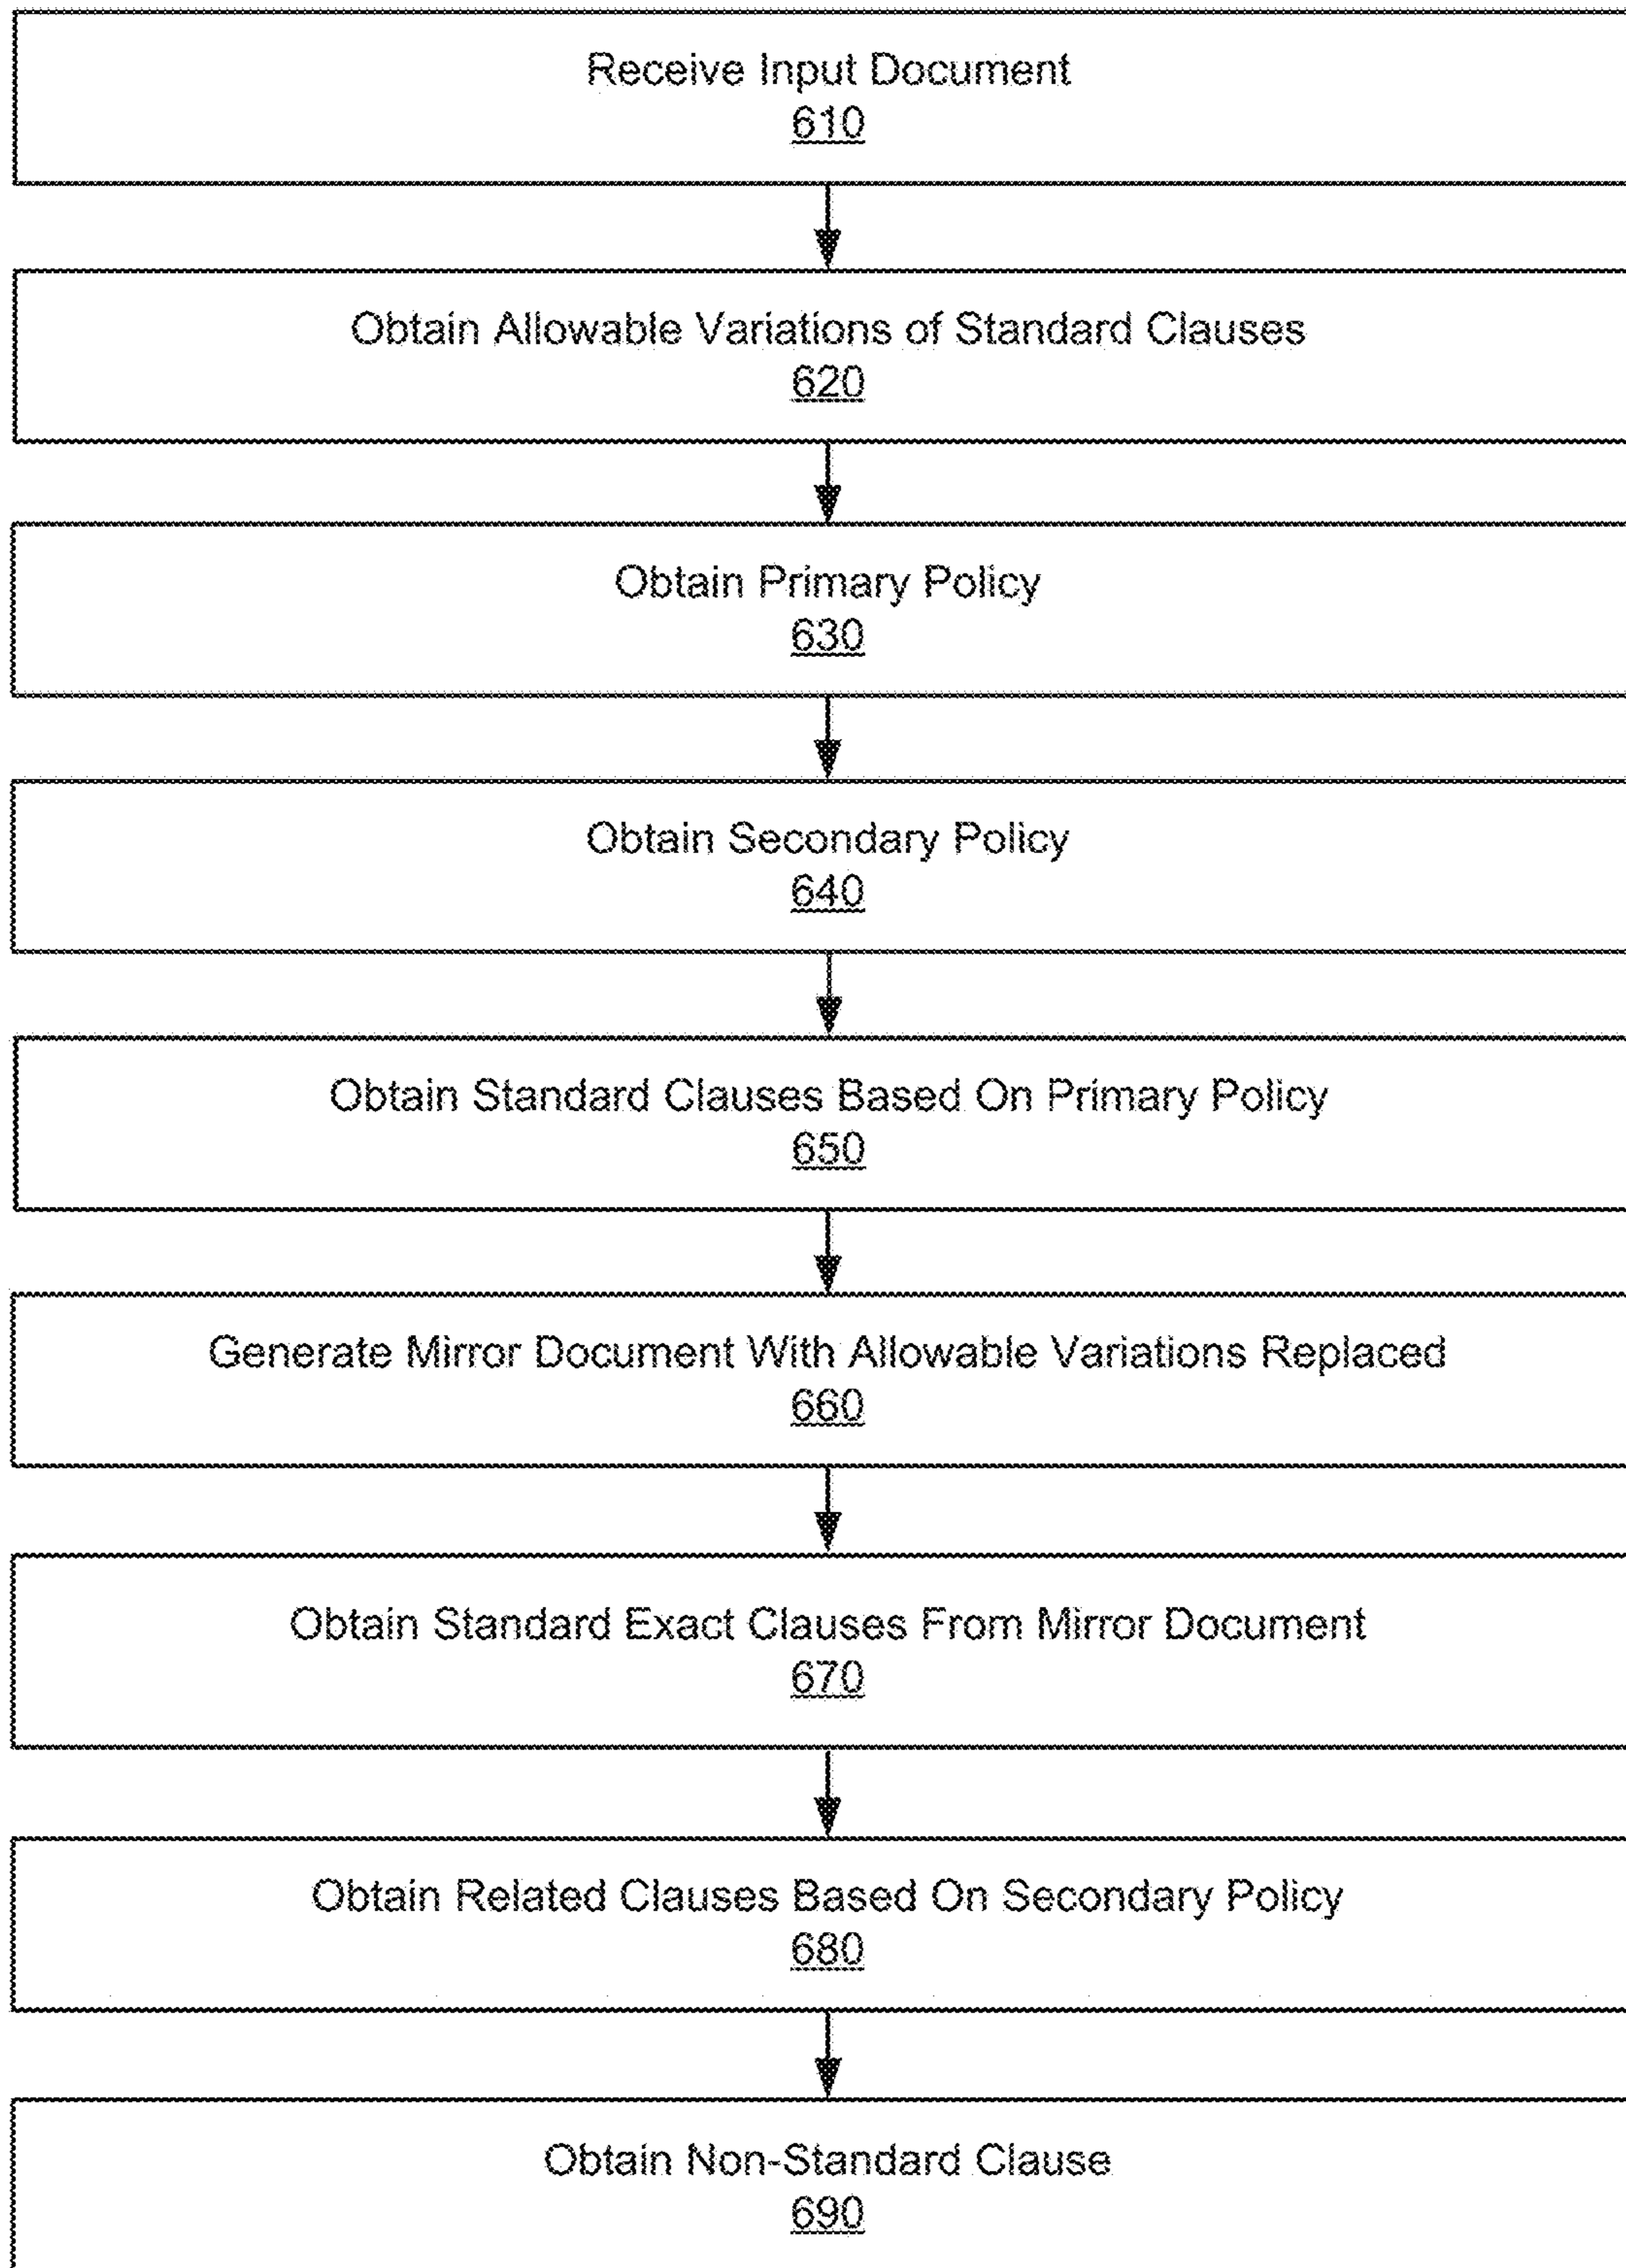 Receive Input Document
610
Obtain Allowable Variations of Standard Clauses
620
Obtain Primary Policy
630
Obtain Secondary Policy
640
Obtain Standard Clauses Based On Primary Policy
650
Generate Mirror Document With Allowable Variations Replaced
660
Obtain Standard Exact Clauses From Mirror Document
670
Obtain Related Clauses Based On Secondary Policy
680
Obtain Non-Standard Clause
690